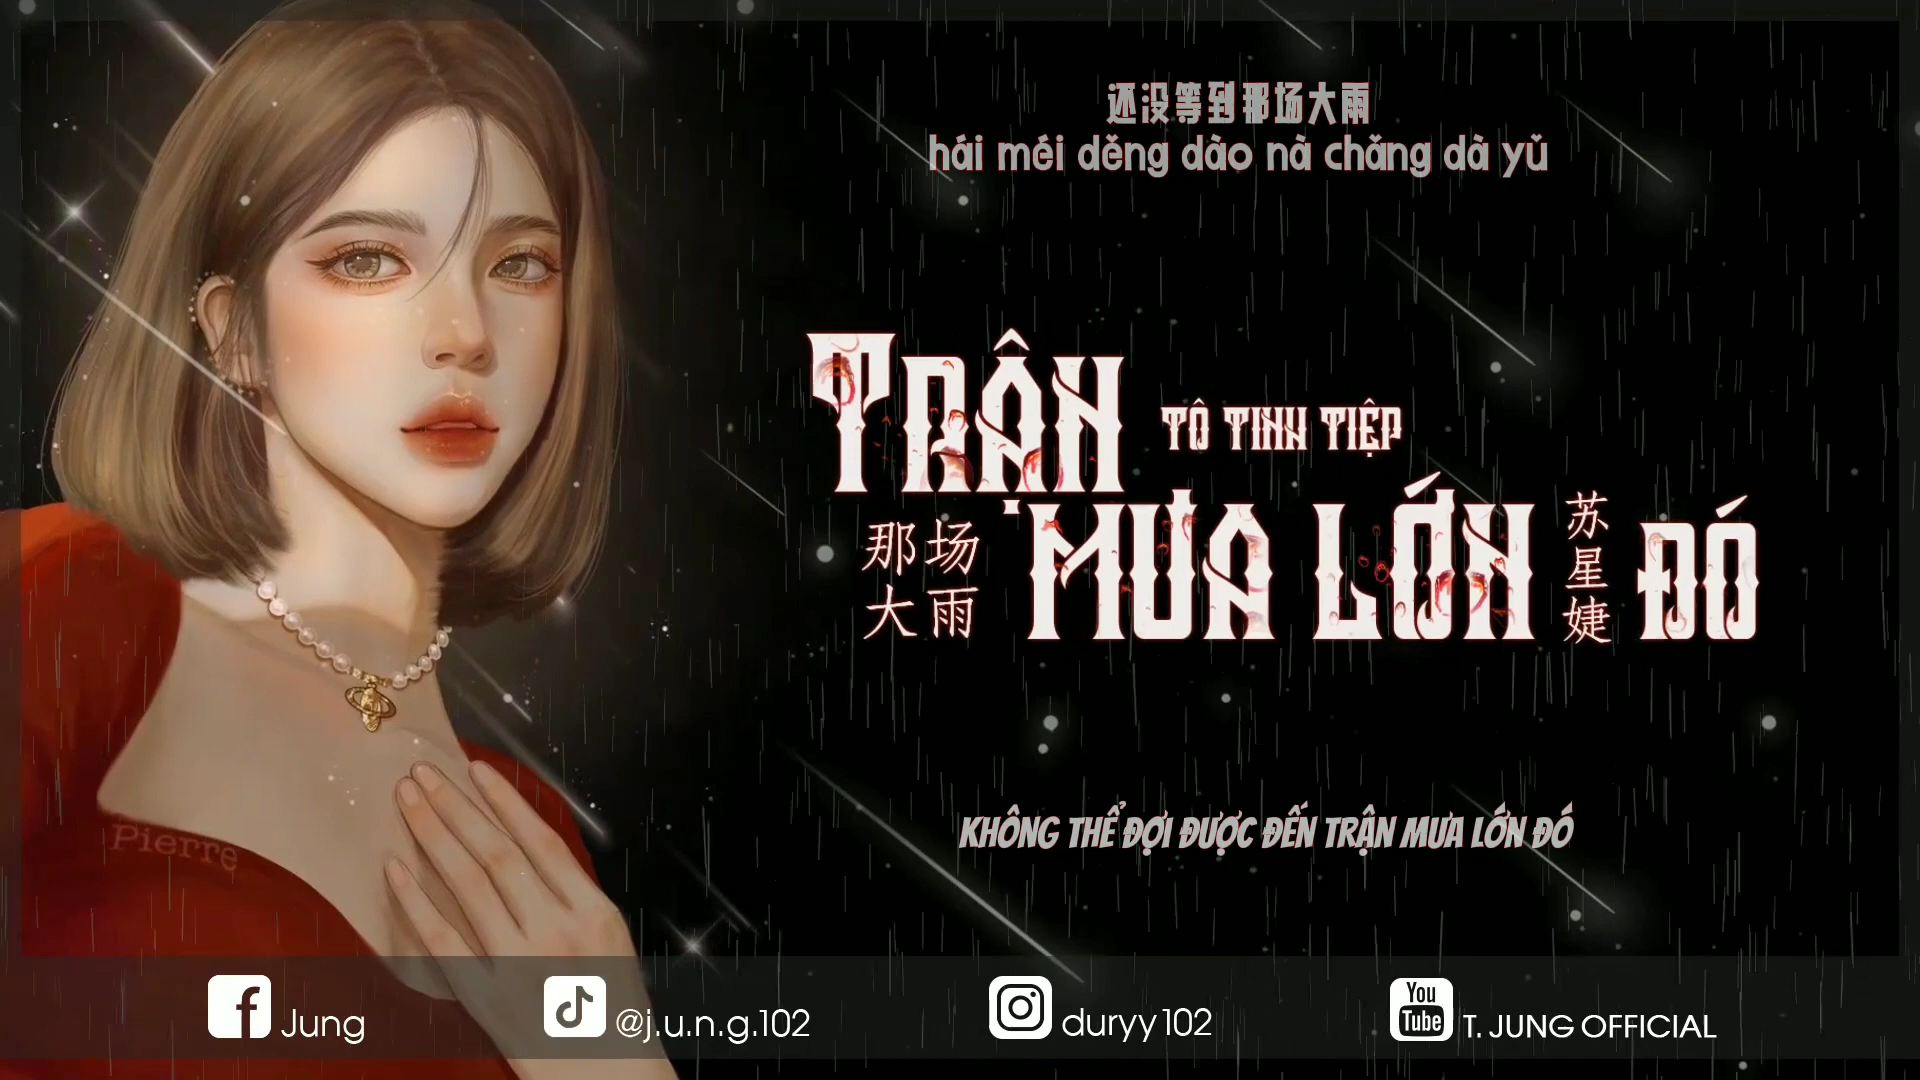 还没等到那场大雨
hái méi děng dào nà chǎng dà yǔ
TRẬN
TÔ TINH TIỆP
MƯA LỚN ĐÓ
那场
大雨
苏星婕
KHÔNG THỂ ĐỢI ĐƯỢC ĐẾN TRẬN MƯA LỚN ĐÓ
Pierre
Jung
@j.u.n.g.102
duryy102
You Tube
T. JUNG OFFICIAL